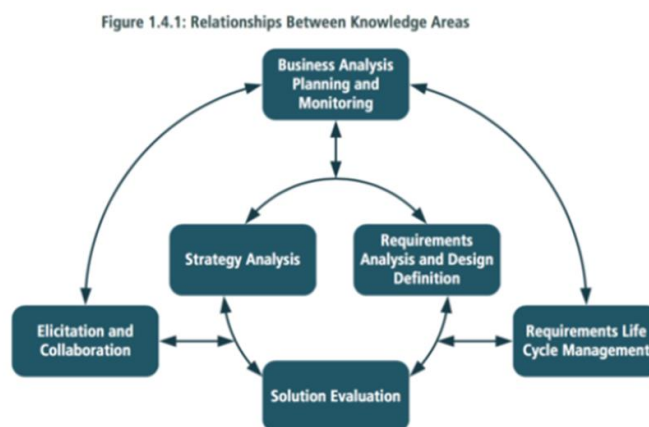 Figure 1.4.1: Relationships Between Knowledge Areas
Business Analysis
Planning and
Monitoring
Strategy Analysis
Requirements
Analysis and Design
Definition
Elicitation and
Collaboration
Requirements Life
Cycle Management
Solution Evaluation